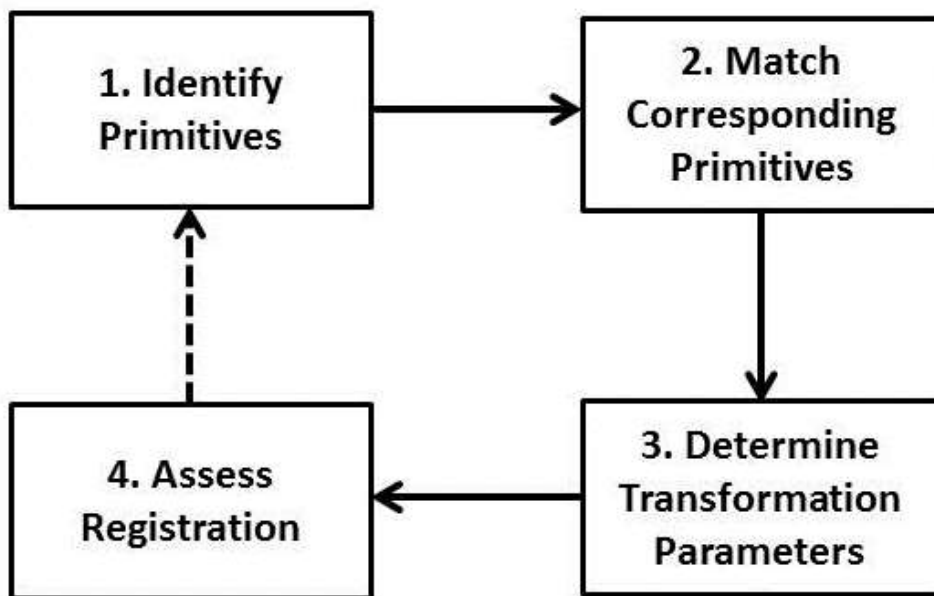 1. Identify
Primitives
2. Match
Corresponding
Primitives
3. Determine
Transformation
Parameters
4. Assess
Registration